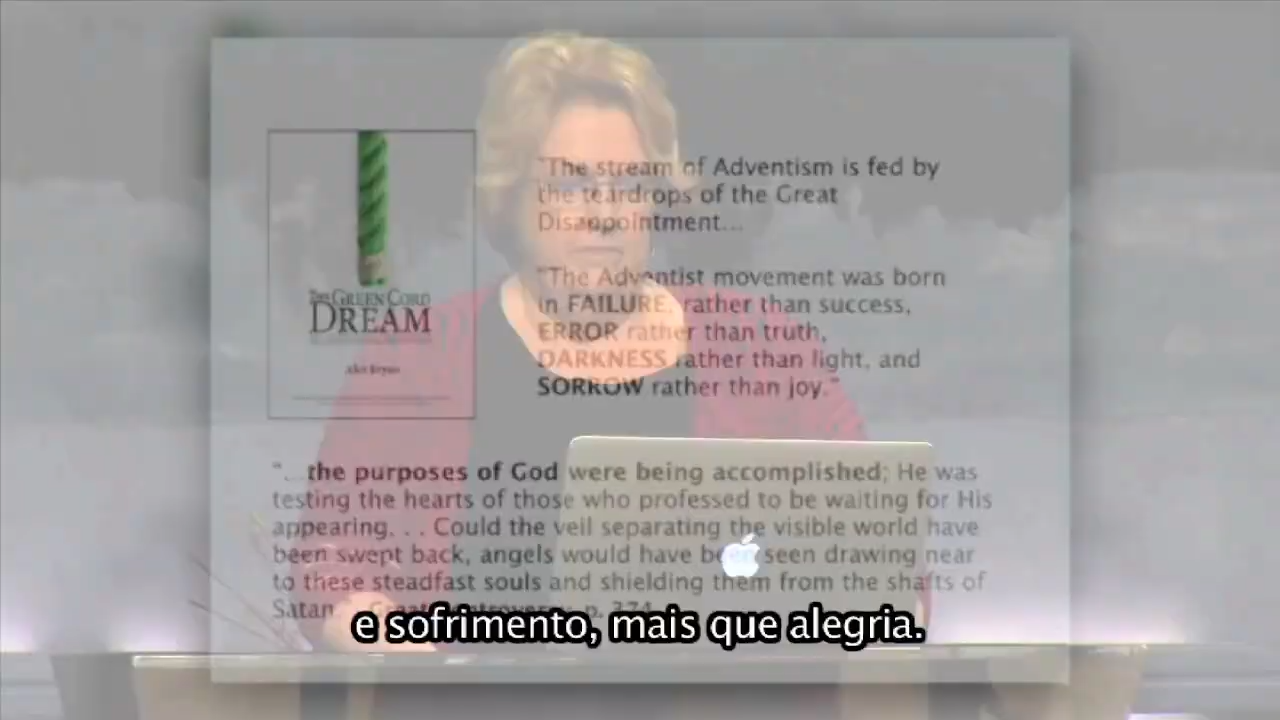 THE GREEN CORD
DREAM
Alex Bryan
"The stream of Adventism is fed by
the teardrops of the Great
Disappointment...
"The Adventist movement was born
in FAILURE, rather than success,
ERROR rather than truth,
DARKNESS rather than light, and
SORROW rather than joy."
"...the purposes of God were being accomplished; He was
testing the hearts of those who professed to be waiting for His
appearing. . . Could the veil separating the visible world have
been swept back, angels would have been seen drawing near
to these steadfast souls and shielding them from the shafts of
Satan. Great Controversy, p. 374
e sofrimento, mais que alegria.